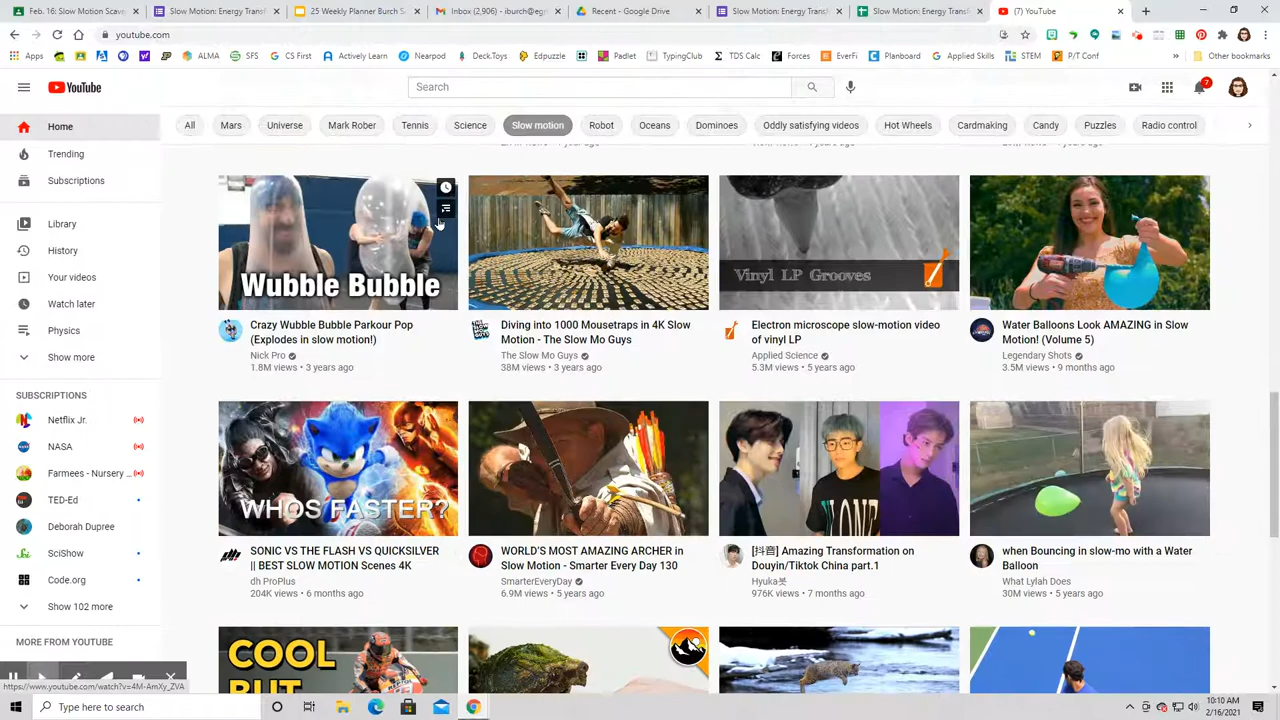 Feb. 16: Slow Motion Scave
Slow Motion: Energy Transf
25 Weekly Planner Burch S
Inbox (2,906) - iburch@egr
Recent - Google Drive
Slow Motion: Energy Transf
Slow Motion: Energy Transf
(7) YouTube
youtube.com
Apps
ALMA
SFS
CS First
Actively Learn
Nearpod
Deck.Toys
Edpuzzle
Padlet
TypingClub
TDS Calc
Forces
EverFi
Planboard
Applied Skills
STEM
P/T Conf
»
Other bookmarks
YouTube
Search
7
Home
Trending
Subscriptions
Library
History
Your videos
Watch later
Physics
Show more
SUBSCRIPTIONS
Netflix Jr.
NASA
Farmees - Nursery ...
TED-Ed
Deborah Dupree
SciShow
Code.org
Show 102 more
MORE FROM YOUTUBE
All
Mars
Universe
Mark Rober
Tennis
Science
Slow motion
Robot
Oceans
Dominoes
Oddly satisfying videos
Hot Wheels
Cardmaking
Candy
Puzzles
Radio control
Wubble Bubble
Crazy Wubble Bubble Parkour Pop
(Explodes in slow motion!)
Nick Pro
1.8M views • 3 years ago
Diving into 1000 Mousetraps in 4K Slow
Motion - The Slow Mo Guys
The Slow Mo Guys
38M views • 3 years ago
Vinyl LP Grooves
Electron microscope slow-motion video
of vinyl LP
Applied Science
5.3M views • 5 years ago
Water Balloons Look AMAZING in Slow
Motion! (Volume 5)
Legendary Shots
3.5M views • 9 months ago
WHOS FASTER?
SONIC VS THE FLASH VS QUICKSILVER
|| BEST SLOW MOTION Scenes 4K
dh ProPlus
204K views • 6 months ago
WORLD'S MOST AMAZING ARCHER in
Slow Motion - Smarter Every Day 130
SmarterEveryDay
6.9M views • 5 years ago
[抖音] Amazing Transformation on
Douyin/Tiktok China part.1
Hyuka봇
976K views • 7 months ago
when Bouncing in slow-mo with a Water
Balloon
What Lylah Does
30M views • 5 years ago
COOL
BUT
https://www.youtube.com/watch?v=4M-AmXy_ZVA
Type here to search
10:10 AM
2/16/2021